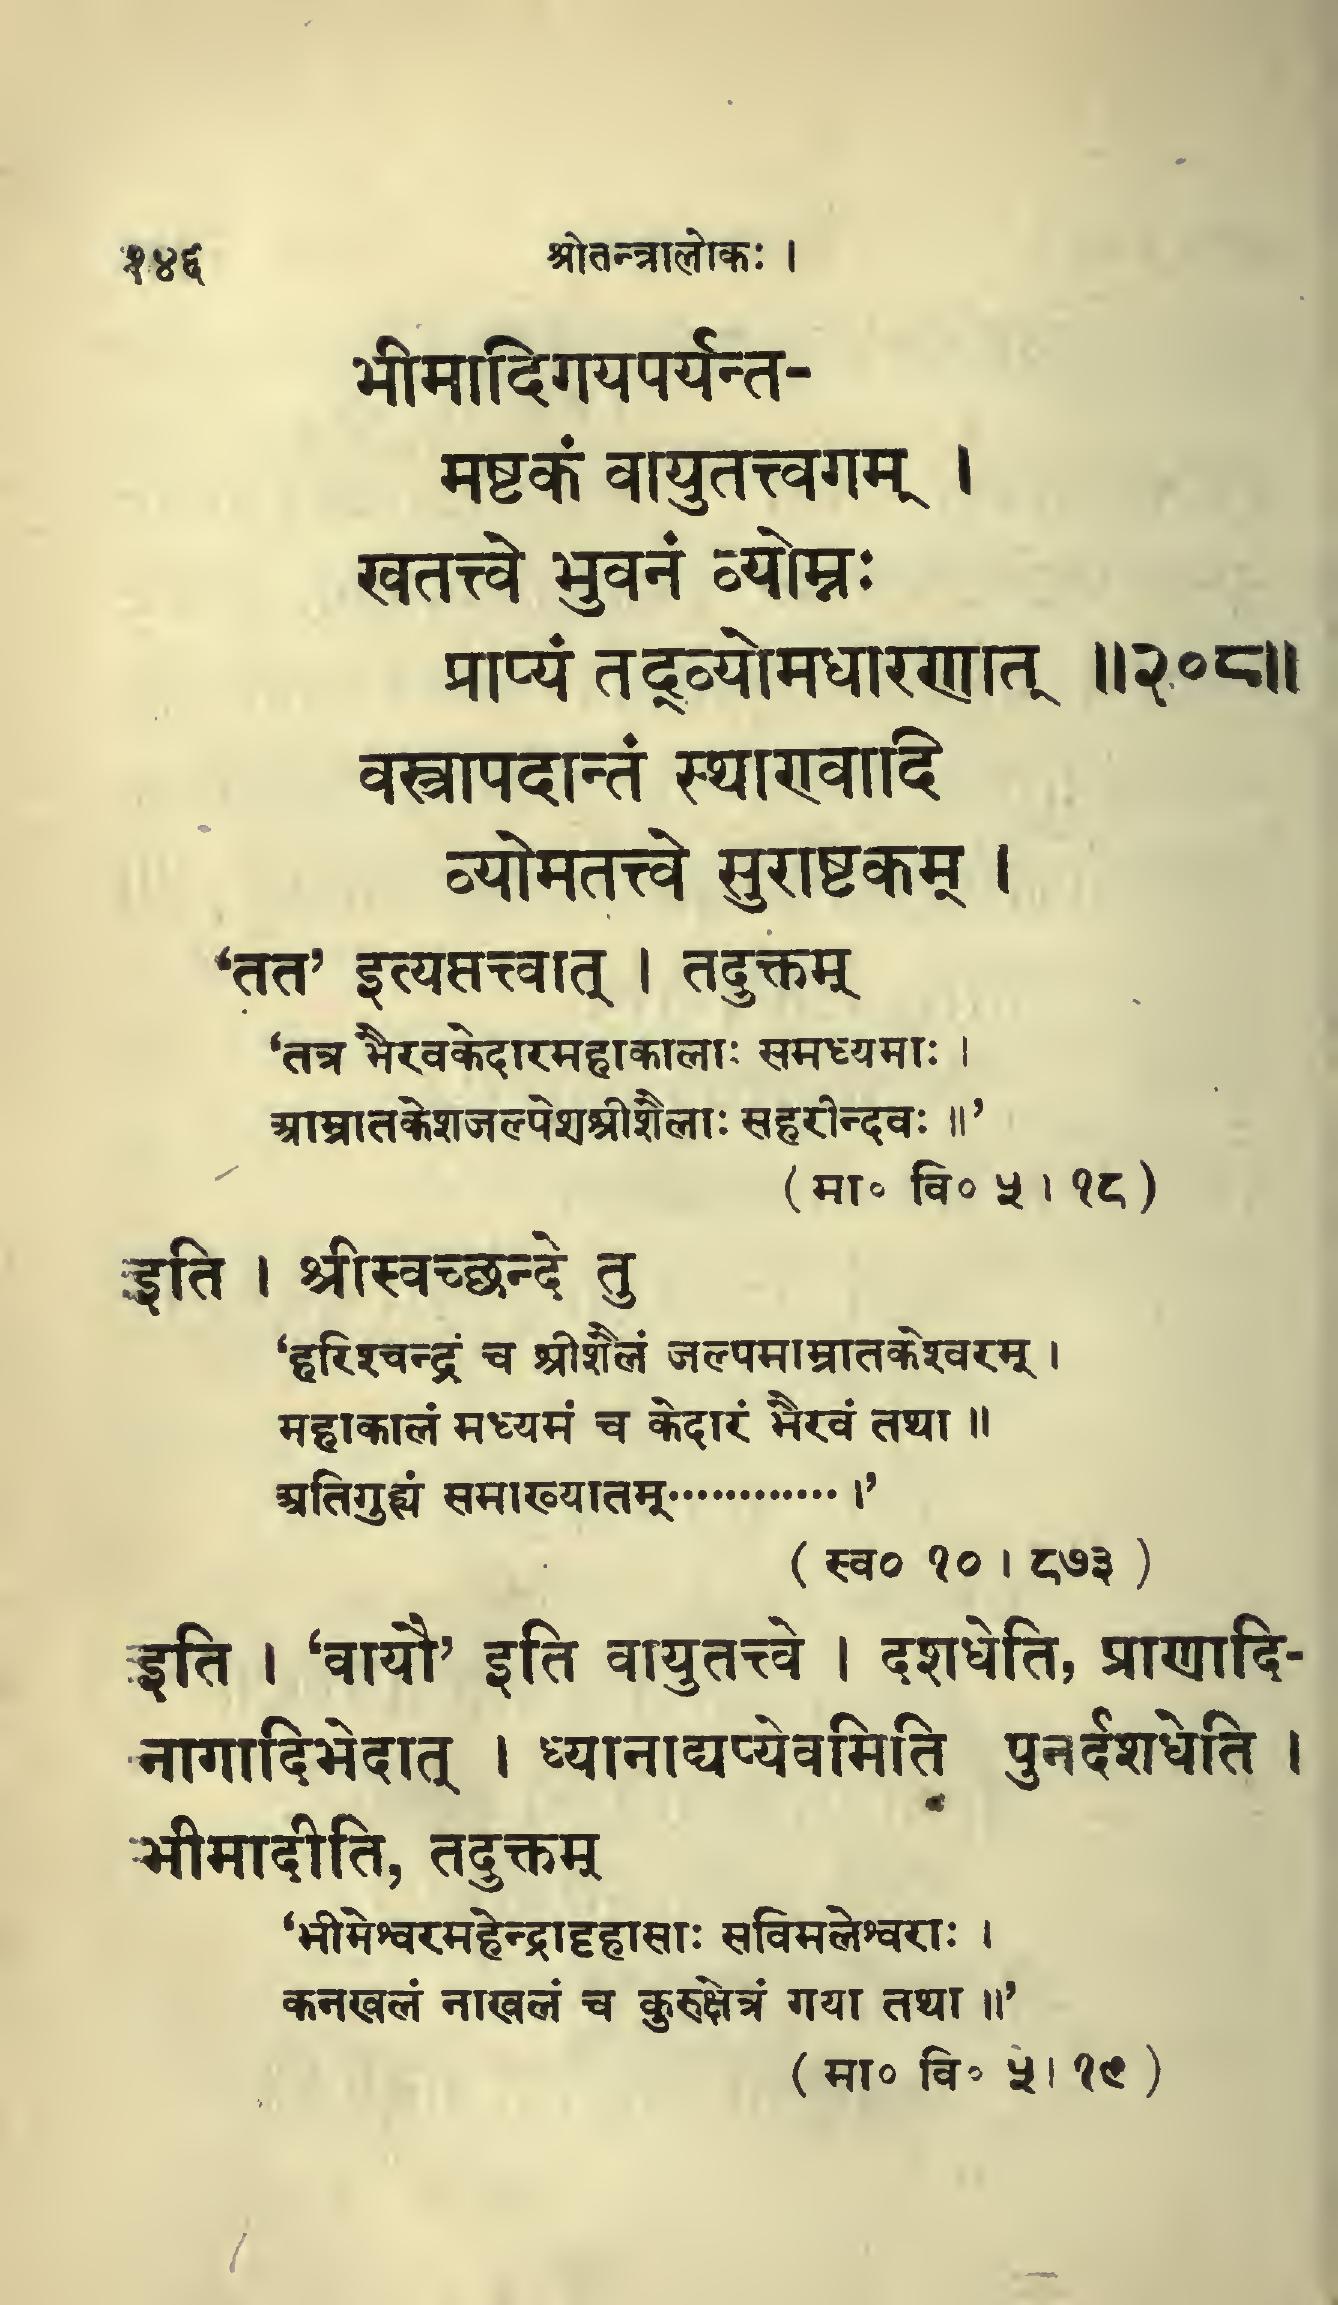 १४६ श्रीतन्त्रालोकः ।
भीमादिगयपर्यन्त-
मष्टकं वायुतत्त्वगम् ।
खतत्त्वे भुवनं व्योम्नः
प्राप्यं तद्व्योमधारणात् ॥२०८॥
वस्त्रापदान्तं स्थाण्वादि
व्योमतत्त्वे सुराष्टकम् ।
‘तत’ इत्यप्तत्त्वात् । तदुक्तम्
‘तत्र भैरवकेदारमहाकालाः समध्यमाः ।
आम्रातकेशजल्पेशश्रीशैलाः सहरीन्दवः ॥’
( मा० वि० ५ । १८ )
इति । श्रीस्वच्छन्दे तु
‘हरिश्चन्द्रं च श्रीशैलं जल्पमाम्रातकेश्वरम् ।
महाकालं मध्यमं च केदारं भैरवं तथा ॥
अतिगुह्यं समाख्यातम्············ ।’
( स्व० १० । ८७३ )
इति । ‘वायौ’ इति वायुतत्त्वे । दशधेति, प्राणादि-
नागादिभेदात् । ध्यानाद्यप्येवमिति पुनर्दशधेति ।
भीमादीति, तदुक्तम्
‘भीमेश्वरमहेन्द्राट्टहासाः सविमलेश्वराः ।
कनखलं नाखलं च कुरुक्षेत्रं गया तथा ॥’
( मा० वि० ५। १९ )